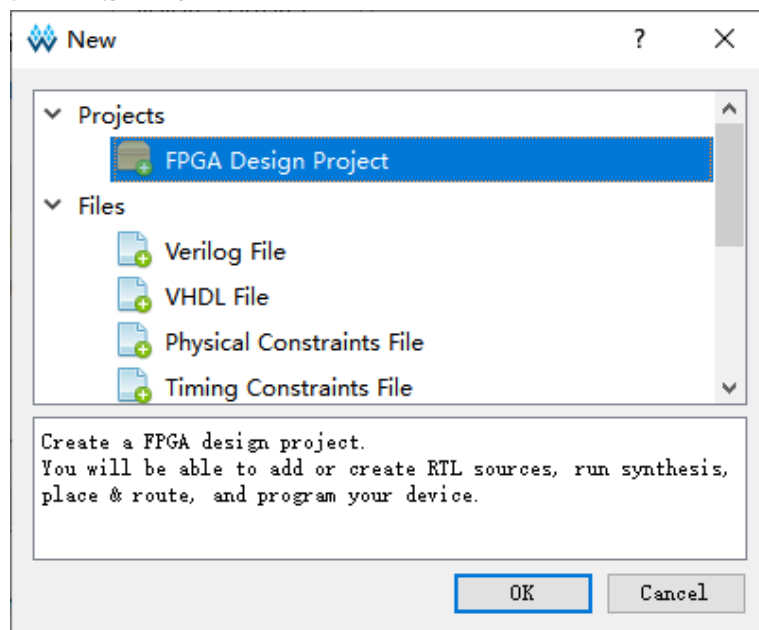 New
?
Projects
FPGA Design Project
Files
Verilog File
VHDL File
Physical Constraints File
Timing Constraints File
Create a FPGA design project.
You will be able to add or create RTL sources, run synthesis,
place & route, and program your device.
OK
Cancel